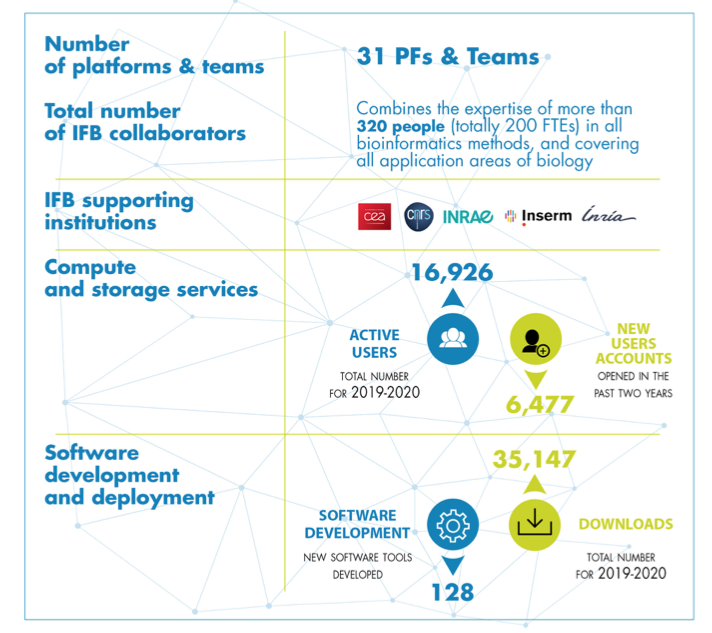 Number
of platforms & teams
31 PFs & Teams
Total number
of IFB collaborators
Combines the expertise of more than
320 people (totally 200 FTEs) in all
bioinformatics methods, and covering
all application areas of biology
IFB supporting
institutions
cea
cnrs
INRAE
Inserm
Inria
Compute
and storage services
16,926
ACTIVE
USERS
TOTAL NUMBER
FOR 2019-2020
NEW
USERS
ACCOUNTS
OPENED IN THE
PAST TWO YEARS
6,477
Software
development
and deployment
35,147
SOFTWARE
DEVELOPMENT
NEW SOFTWARE TOOLS
DEVELOPED
DOWNLOADS
TOTAL NUMBER
FOR 2019-2020
128